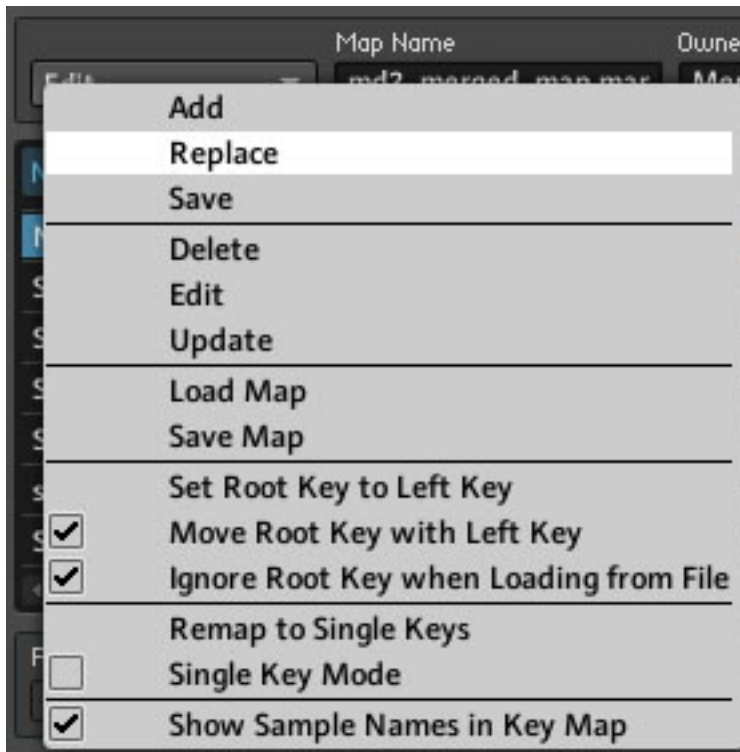 Map Name
Edit
Add
Replace
Save
Delete
Edit
Update
Load Map
Save Map
Set Root Key to Left Key
Move Root Key with Left Key
Ignore Root Key when Loading from File
Remap to Single Keys
Single Key Mode
Show Sample Names in Key Map